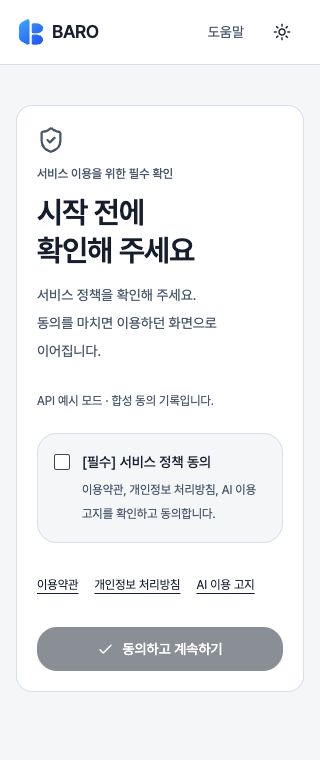 BARO
도움말
서비스 이용을 위한 필수 확인
시작 전에
확인해 주세요
서비스 정책을 확인해 주세요.
동의를 마치면 이용하던 화면으로
이어집니다.
API 예시 모드 · 합성 동의 기록입니다.
[필수] 서비스 정책 동의
이용약관, 개인정보 처리방침, AI 이용
고지를 확인하고 동의합니다.
이용약관 개인정보 처리방침 AI 이용 고지
동의하고 계속하기